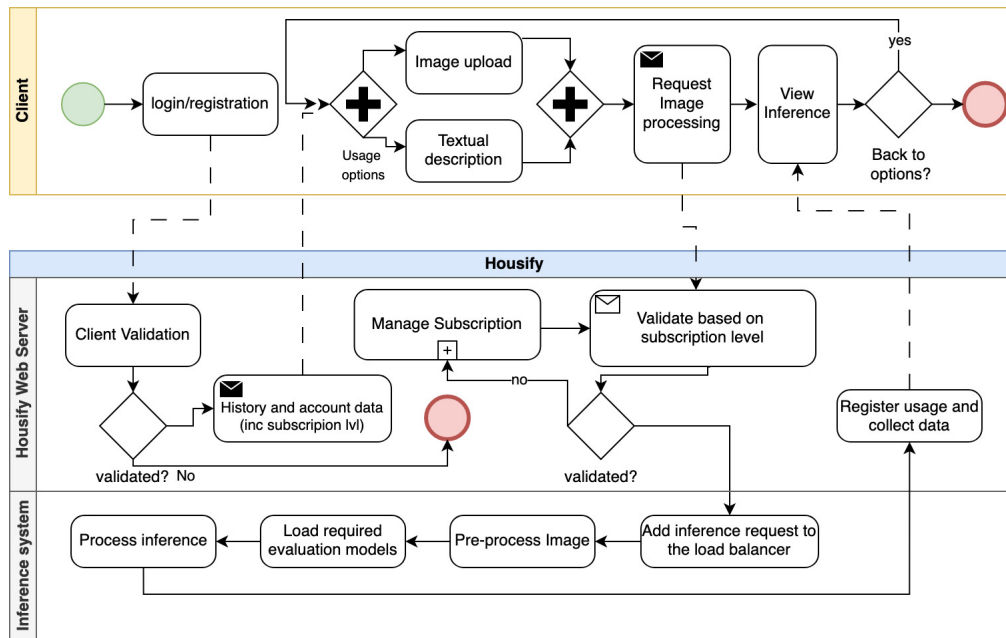 Client
login/registration
Image upload
Usage
options
Textual
description
Request
Image
processing
View
Inference
yes
Back to
options?
Housify
Housify Web Server
Client Validation
Manage Subscription
+
Validate based on
subscription level
no
History and account data
(inc subscripion lvl)
validated? No
validated?
Register usage and
collect data
Inference system
Process inference
Load required
evaluation models
Pre-process Image
Add inference request to
the load balancer